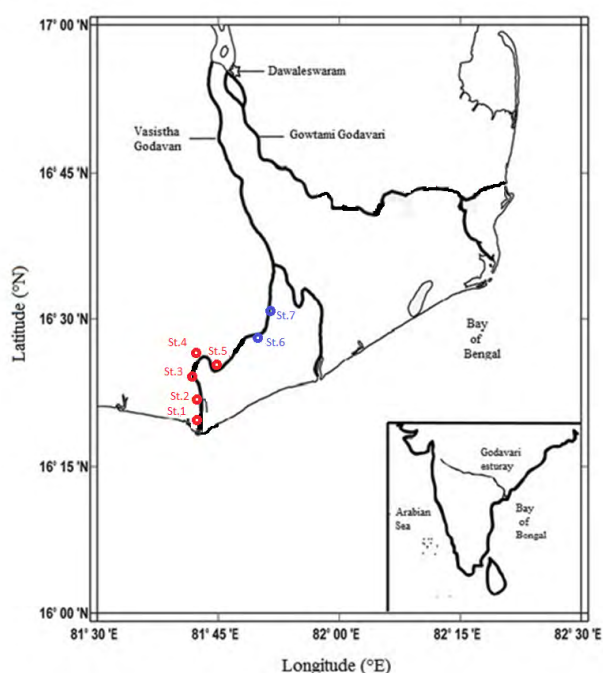 17° 00' N
Dawaleswaram
Vasistha
Godavari
Gowtami Godavari
16° 45' N
Latitude (°N)
16° 30' N
St.7
St.4
St.5
St.6
St.3
Bay
of
Bengal
St.2
St.1
16° 15' N
Godavari
esturay
Arabian
Sea
Bay
of
Bongal
16° 00' N
81° 30' E
81° 45' E
82° 00' E
82° 15' E
82° 30' E
Longitude (°E)